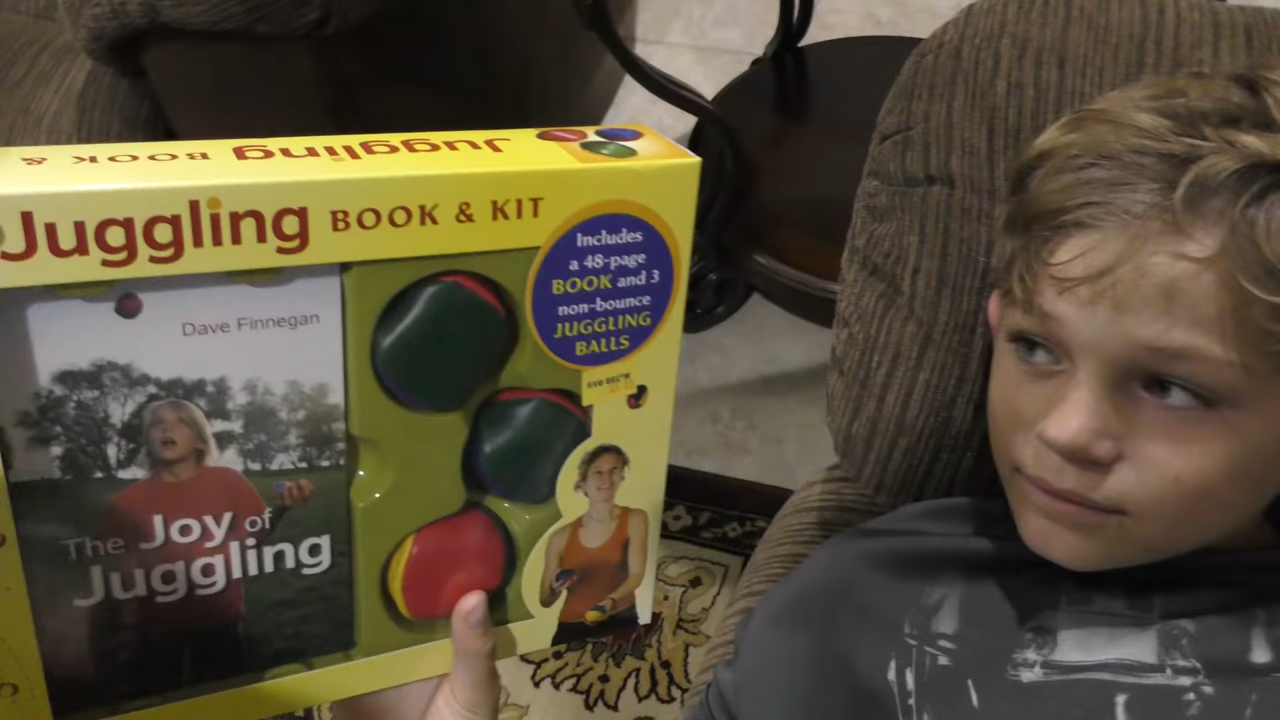 Juggling BOOK &
Juggling BOOK & KIT
Includes
a 48-page
BOOK and 3
non-bounce
JUGGLING
BALLS
Dave Finnegan
The Joy of
Juggling